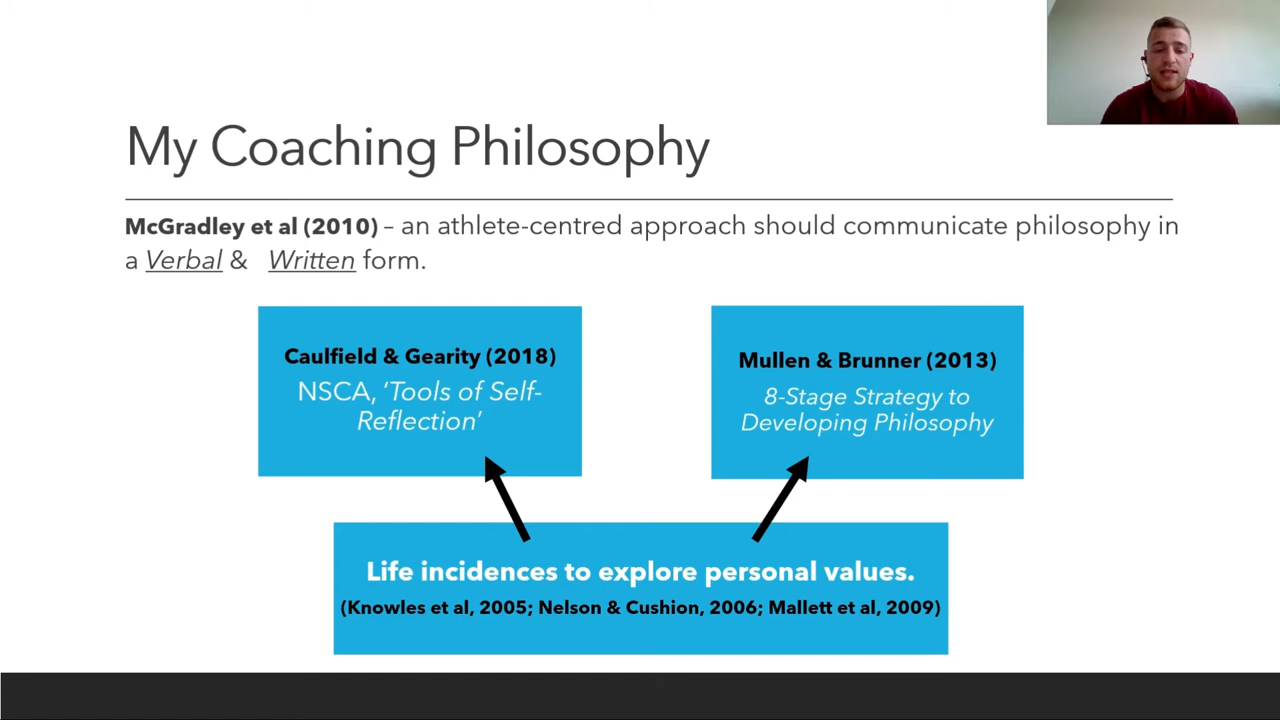 My Coaching Philosophy
McGradley et al (2010) – an athlete-centred approach should communicate philosophy in
a Verbal & Written form.
Caulfield & Gearity (2018)
NSCA, ‘Tools of Self-
Reflection’
Mullen & Brunner (2013)
8-Stage Strategy to
Developing Philosophy
Life incidences to explore personal values.
(Knowles et al, 2005; Nelson & Cushion, 2006; Mallett et al, 2009)